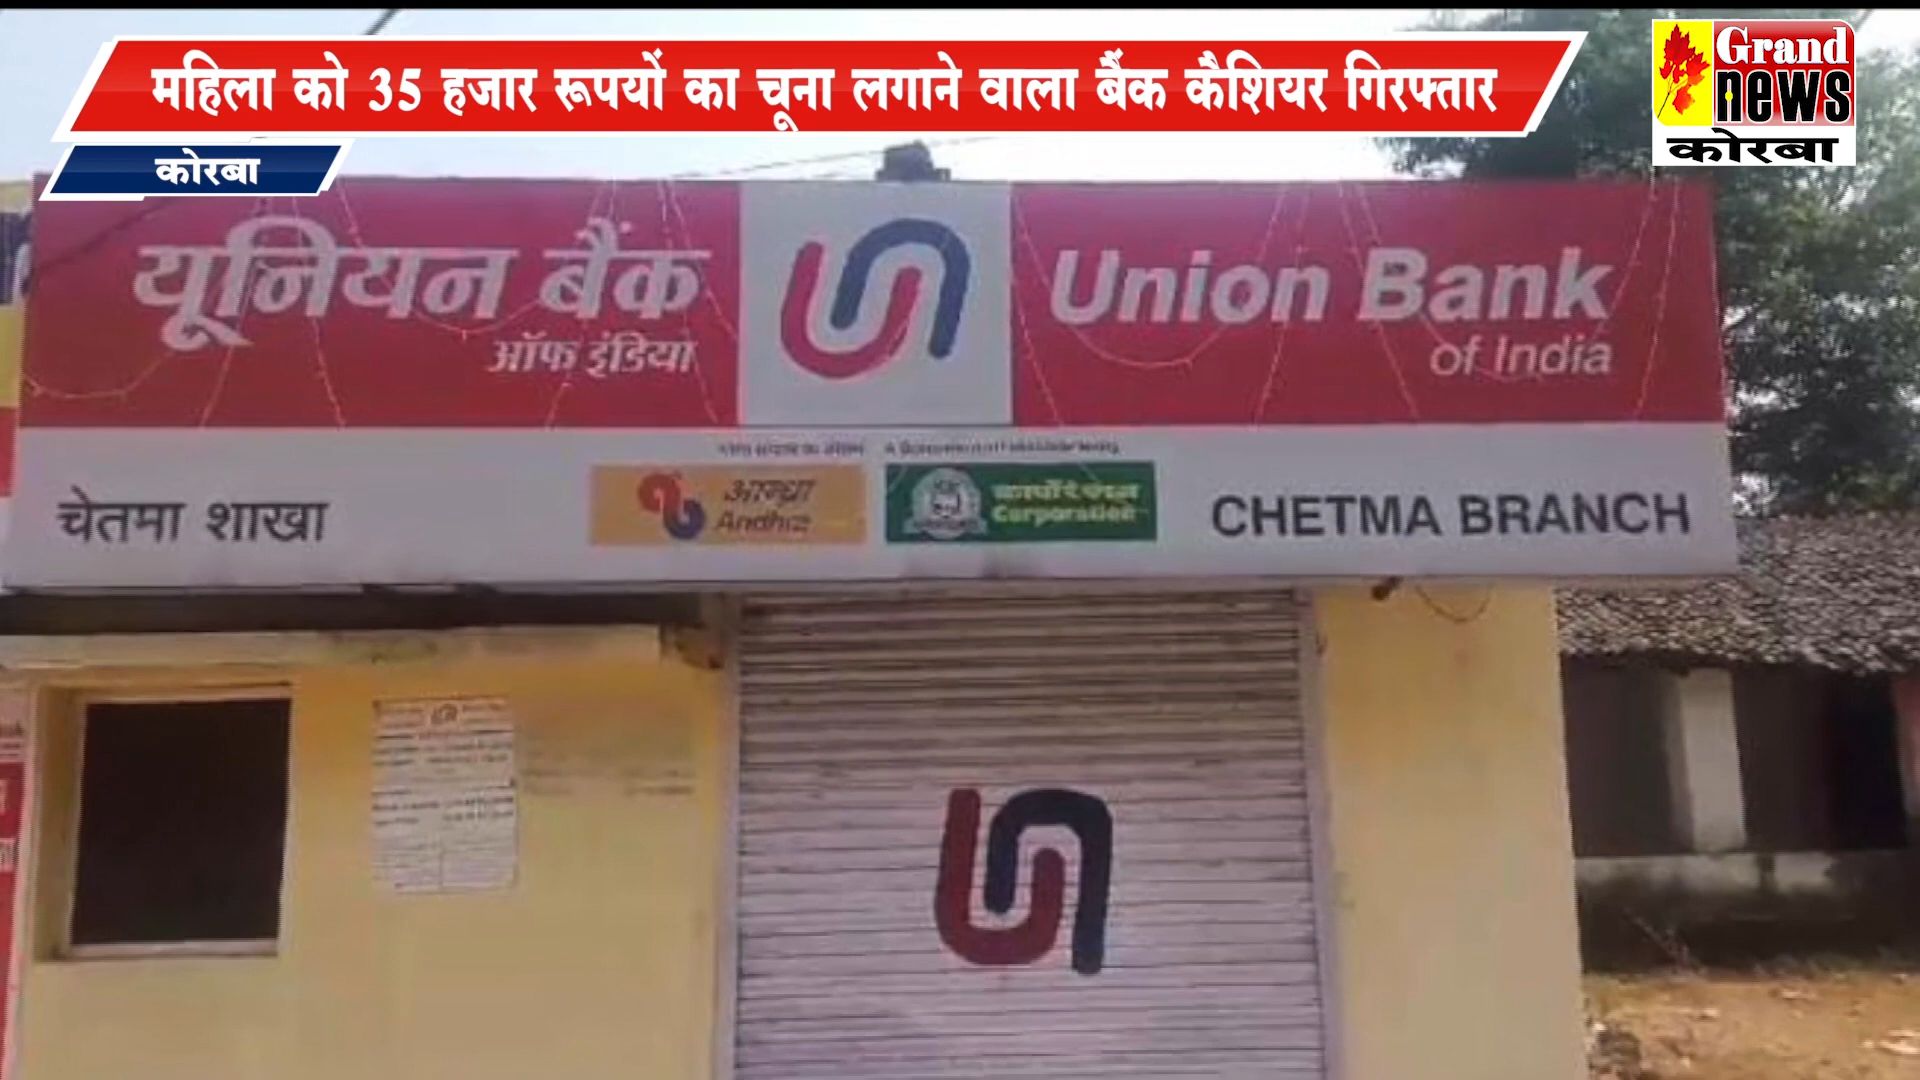 महिला को 35 हजार रूपयों का चूना लगाने वाला बैंक कैशियर गिरफ्तार
Grand
news
कोरबा
कोरबा
यूनियन बैंक
ऑफ इंडिया
Union Bank
of India
चेतमा शाखा
आन्ध्रा
Andhra
कार्पोरेशन
Corporation
CHETMA BRANCH